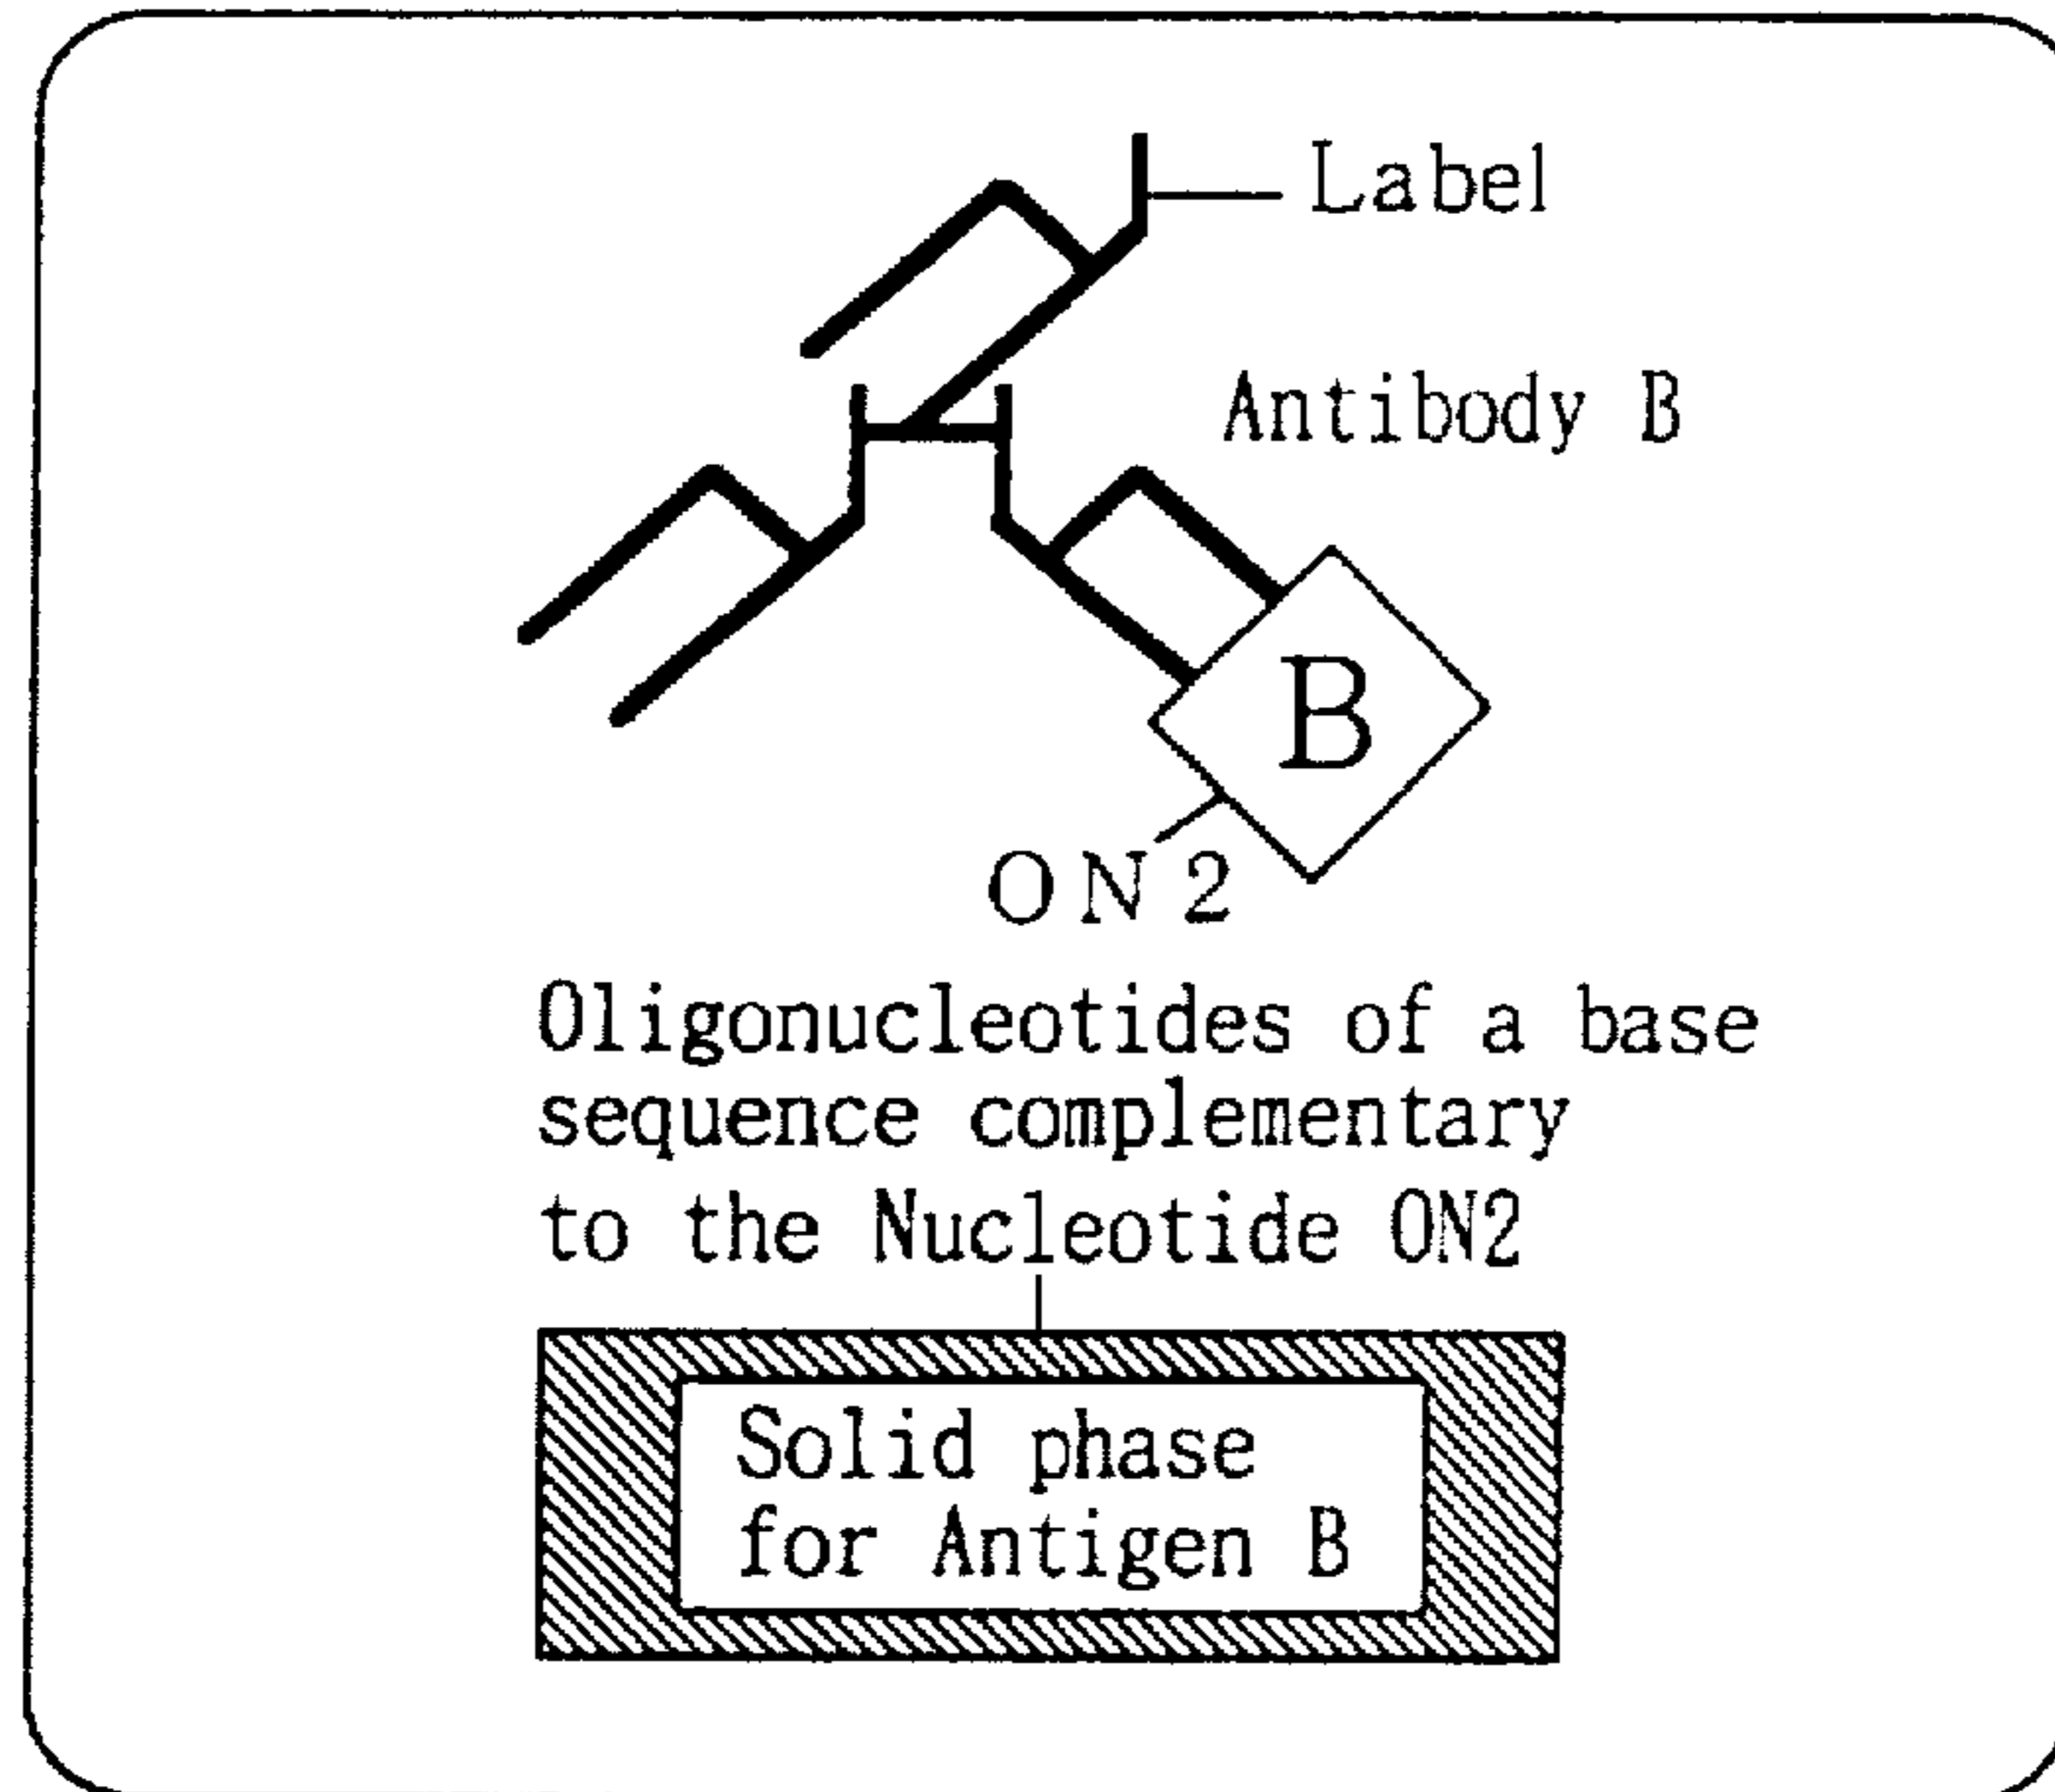 Label
Antibody B
B
ON2
Oligonucleotides of a base
sequence complementary
to the Nucleotide ON2
Solid phase
for Antigen B